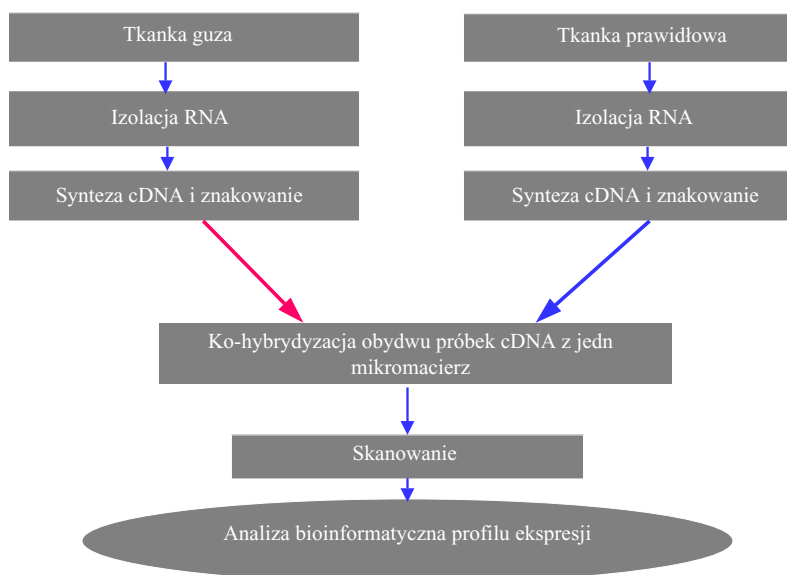 Tkanka guza
Tkanka prawidłowa
Izolacja RNA
Izolacja RNA
Synteza cDNA i znakowanie
Synteza cDNA i znakowanie
Ko-hybrydyzacja obydwu próbek cDNA z jedn
mikromacierz
Skanowanie
Analiza bioinformatyczna profilu ekspresji